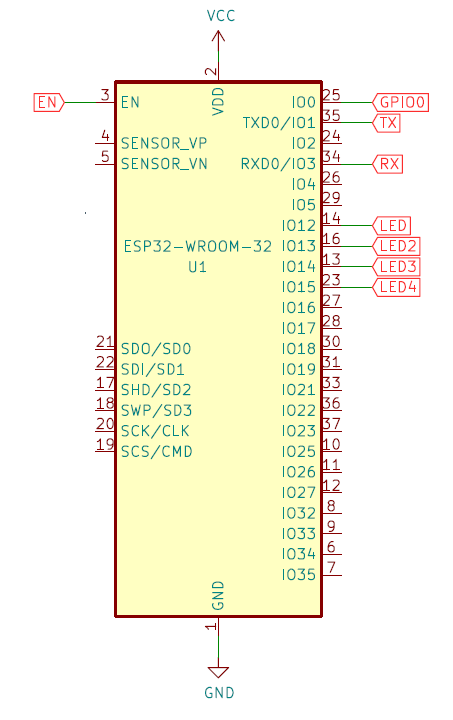 VCC
2
VDD
EN 3 EN IO0 25 GPIO0
TXD0/IO1 35 TX
4 SENSOR_VP IO2 24
5 SENSOR_VN RXD0/IO3 34 RX
IO4 26
IO5 29
IO12 14 LED
ESP32-WROOM-32 IO13 16 LED2
U1 IO14 13 LED3
IO15 23 LED4
IO16 27
IO17 28
21 SDO/SD0 IO18 30
22 SDI/SD1 IO19 31
17 SHD/SD2 IO21 33
18 SWP/SD3 IO22 36
20 SCK/CLK IO23 37
19 SCS/CMD IO25 10
IO26 11
IO27 12
IO32 8
IO33 9
IO34 6
IO35 7
GND
1
GND